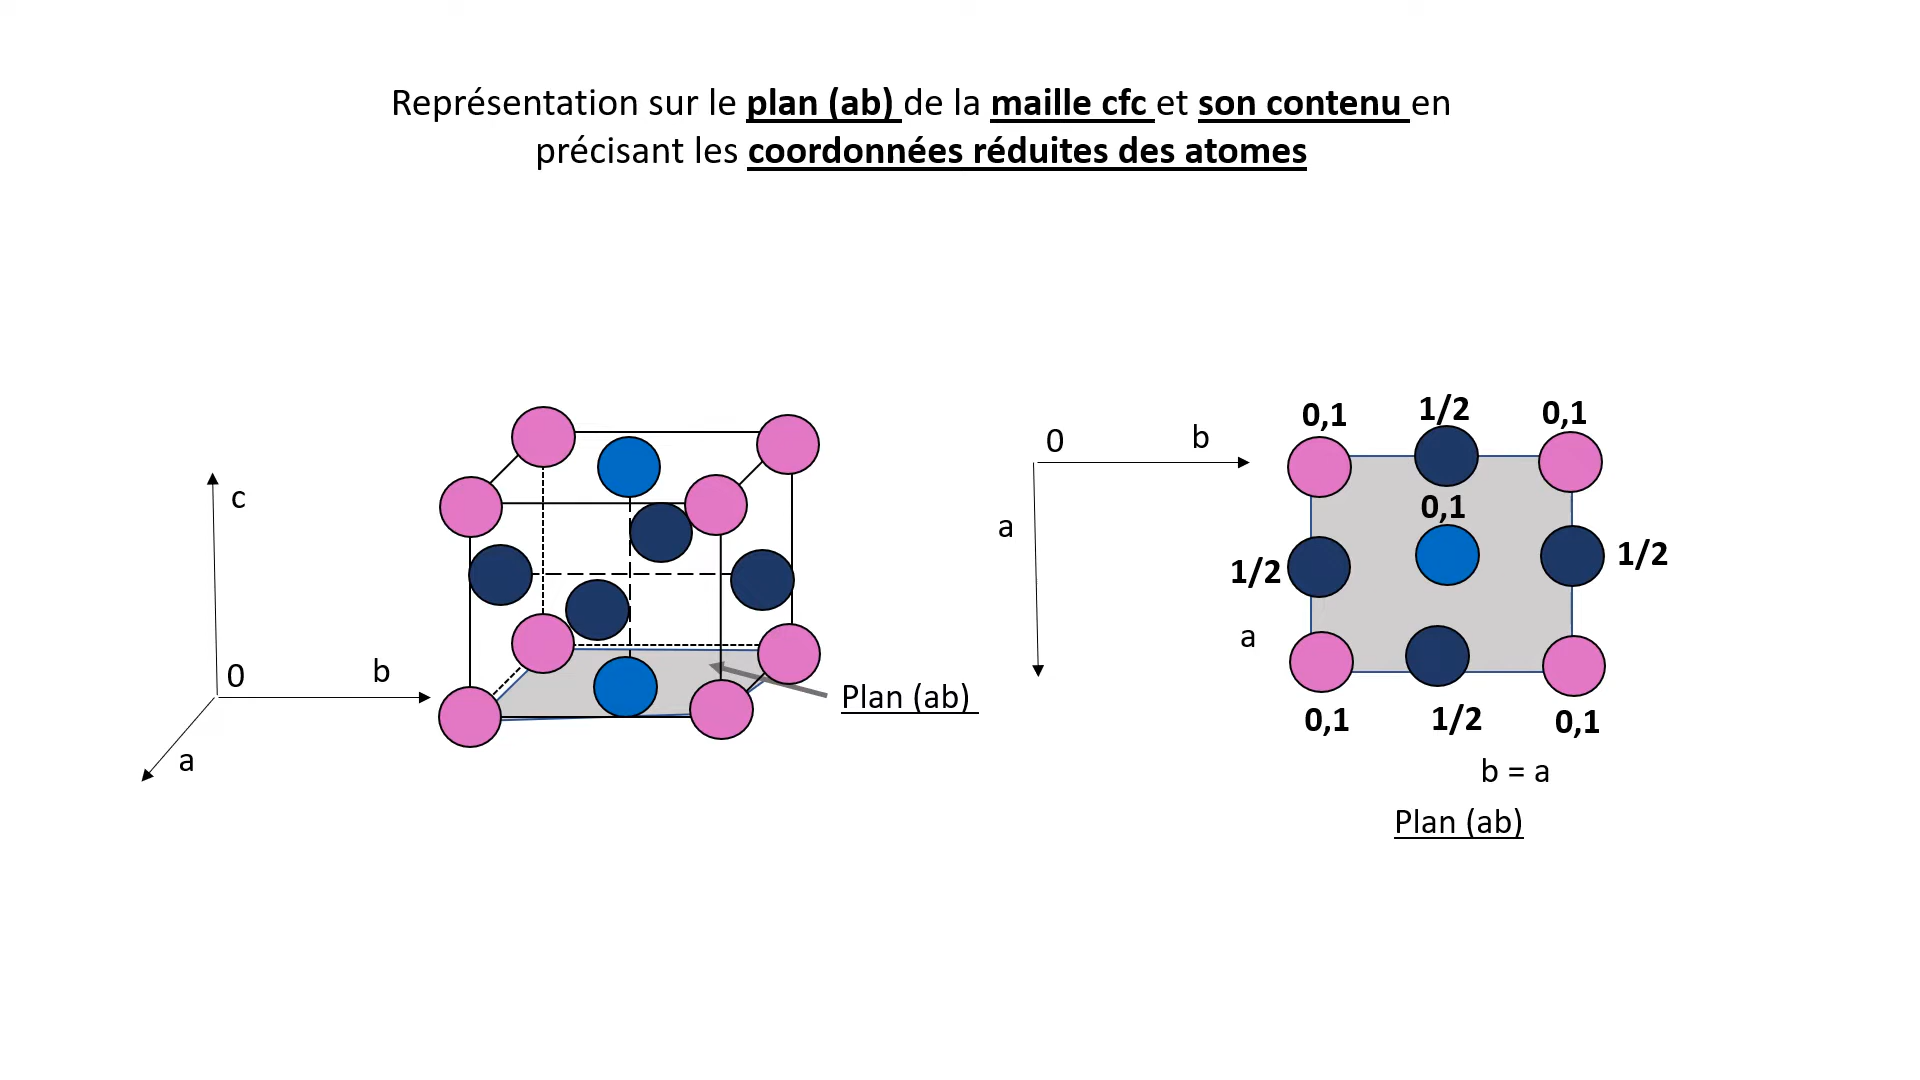 Représentation sur le plan (ab) de la maille cfc et son contenu en
précisant les coordonnées réduites des atomes
c
0
b
a
Plan (ab)
0
b
a
0,1
1/2
0,1
0,1
1/2
1/2
a
0,1
1/2
0,1
b = a
Plan (ab)